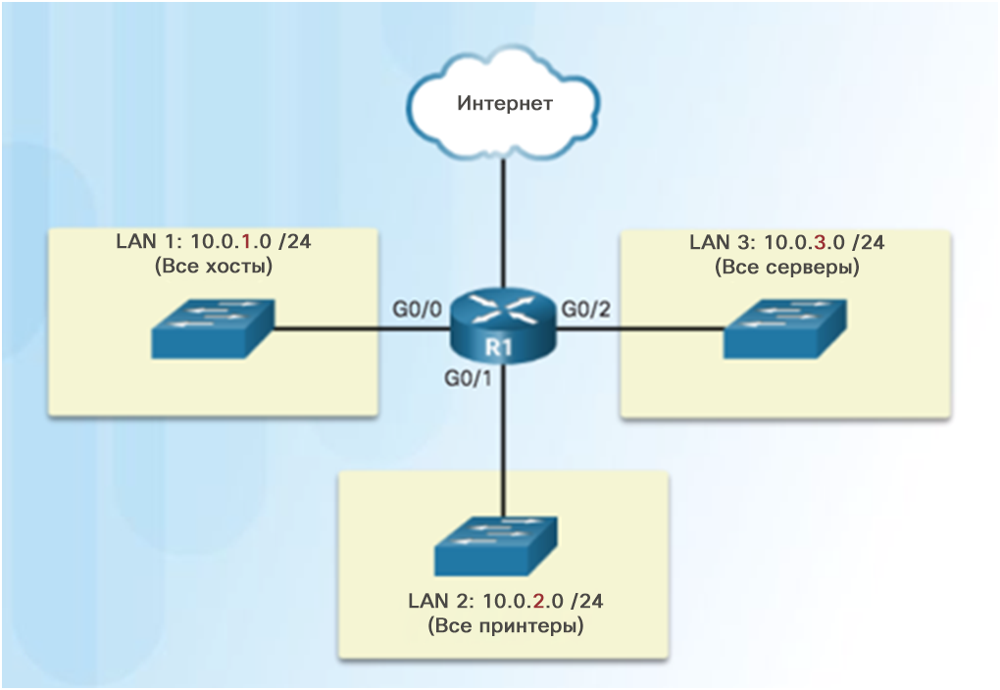 Интернет
LAN 1: 10.0.1.0 /24
(Все хосты)
LAN 3: 10.0.3.0 /24
(Все серверы)
G0/0
G0/2
R1
G0/1
LAN 2: 10.0.2.0 /24
(Все принтеры)